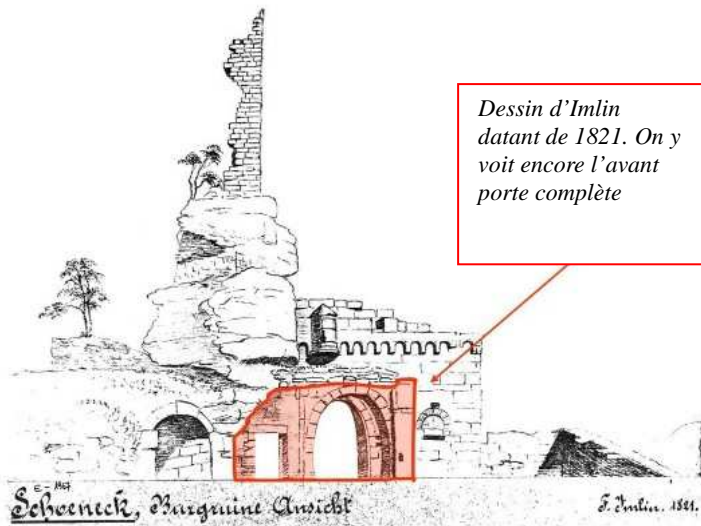 Dessin d’Imlin
datant de 1821. On y
voit encore l’avant
porte complète
Schoeneck, Burgruine Ansicht
F. Imlin. 1821.